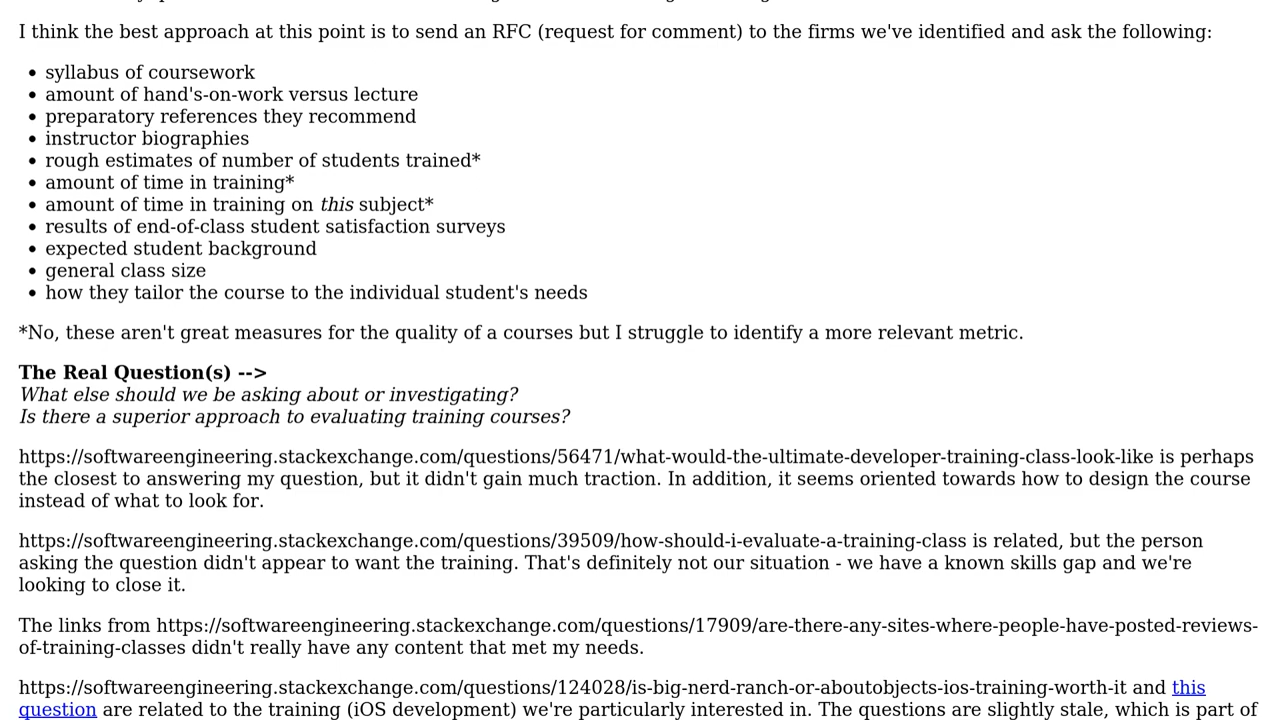 I think the best approach at this point is to send an RFC (request for comment) to the firms we've identified and ask the following:
• syllabus of coursework
• amount of hand's-on-work versus lecture
• preparatory references they recommend
• instructor biographies
• rough estimates of number of students trained*
• amount of time in training*
• amount of time in training on this subject*
• results of end-of-class student satisfaction surveys
• expected student background
• general class size
• how they tailor the course to the individual student's needs
*No, these aren't great measures for the quality of a courses but I struggle to identify a more relevant metric.
The Real Question(s) -->
What else should we be asking about or investigating?
Is there a superior approach to evaluating training courses?
https://softwareengineering.stackexchange.com/questions/56471/what-would-the-ultimate-developer-training-class-look-like is perhaps
the closest to answering my question, but it didn't gain much traction. In addition, it seems oriented towards how to design the course
instead of what to look for.
https://softwareengineering.stackexchange.com/questions/39509/how-should-i-evaluate-a-training-class is related, but the person
asking the question didn't appear to want the training. That's definitely not our situation - we have a known skills gap and we're
looking to close it.
The links from https://softwareengineering.stackexchange.com/questions/17909/are-there-any-sites-where-people-have-posted-reviews-
of-training-classes didn't really have any content that met my needs.
https://softwareengineering.stackexchange.com/questions/124028/is-big-nerd-ranch-or-aboutobjects-ios-training-worth-it and this
question are related to the training (iOS development) we're particularly interested in. The questions are slightly stale, which is part of